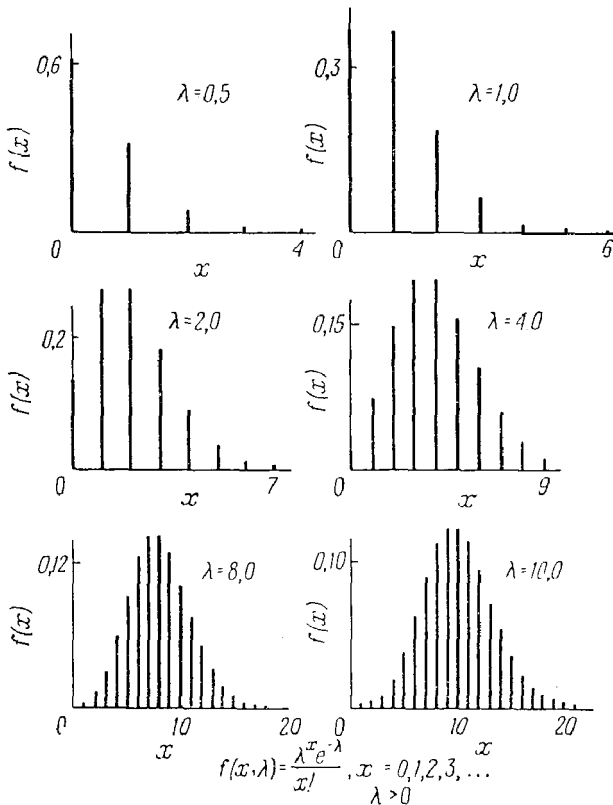 0,6
λ=0,5
f(x)
0
4
x
0,3
λ=1,0
f(x)
0
6
x
0,2
λ=2,0
f(x)
0
7
x
0,15
λ=4.0
f(x)
0
9
x
0,12
λ=8,0
f(x)
0
10
20
x
0,10
λ=10,0
f(x)
0
10
20
x
f(x,λ)=λ^x e^-λ / x! , x = 0,1,2,3, ...
λ>0